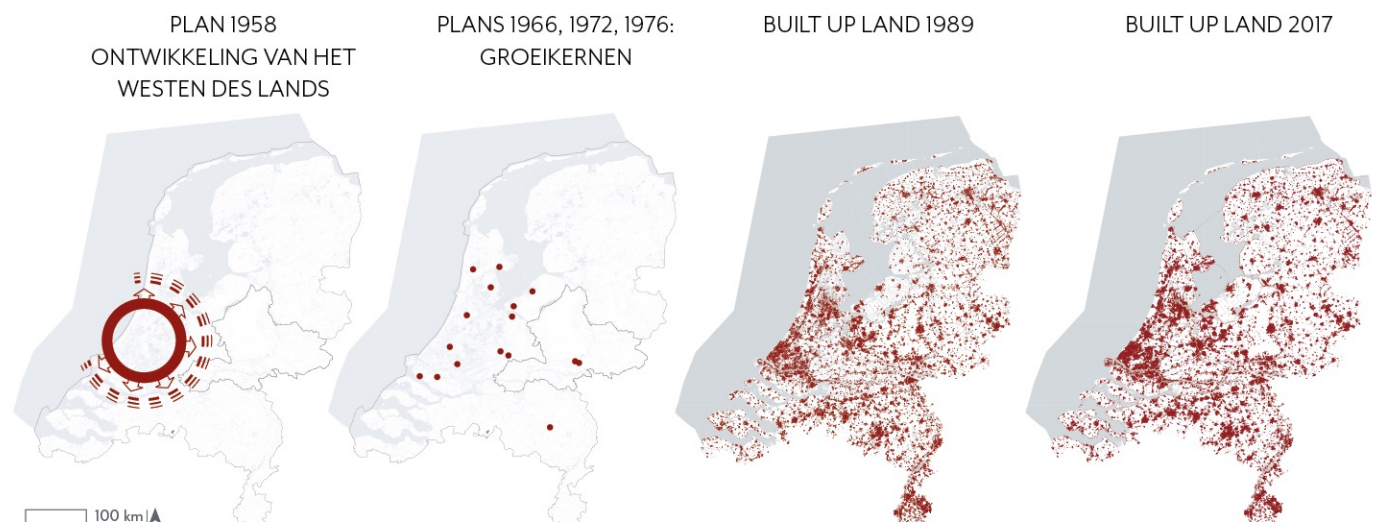 PLAN 1958
ONTWIKKELING VAN HET
WESTEN DES LANDS
PLANS 1966, 1972, 1976:
GROEIKERNEN
BUILT UP LAND 1989
BUILT UP LAND 2017
100 km